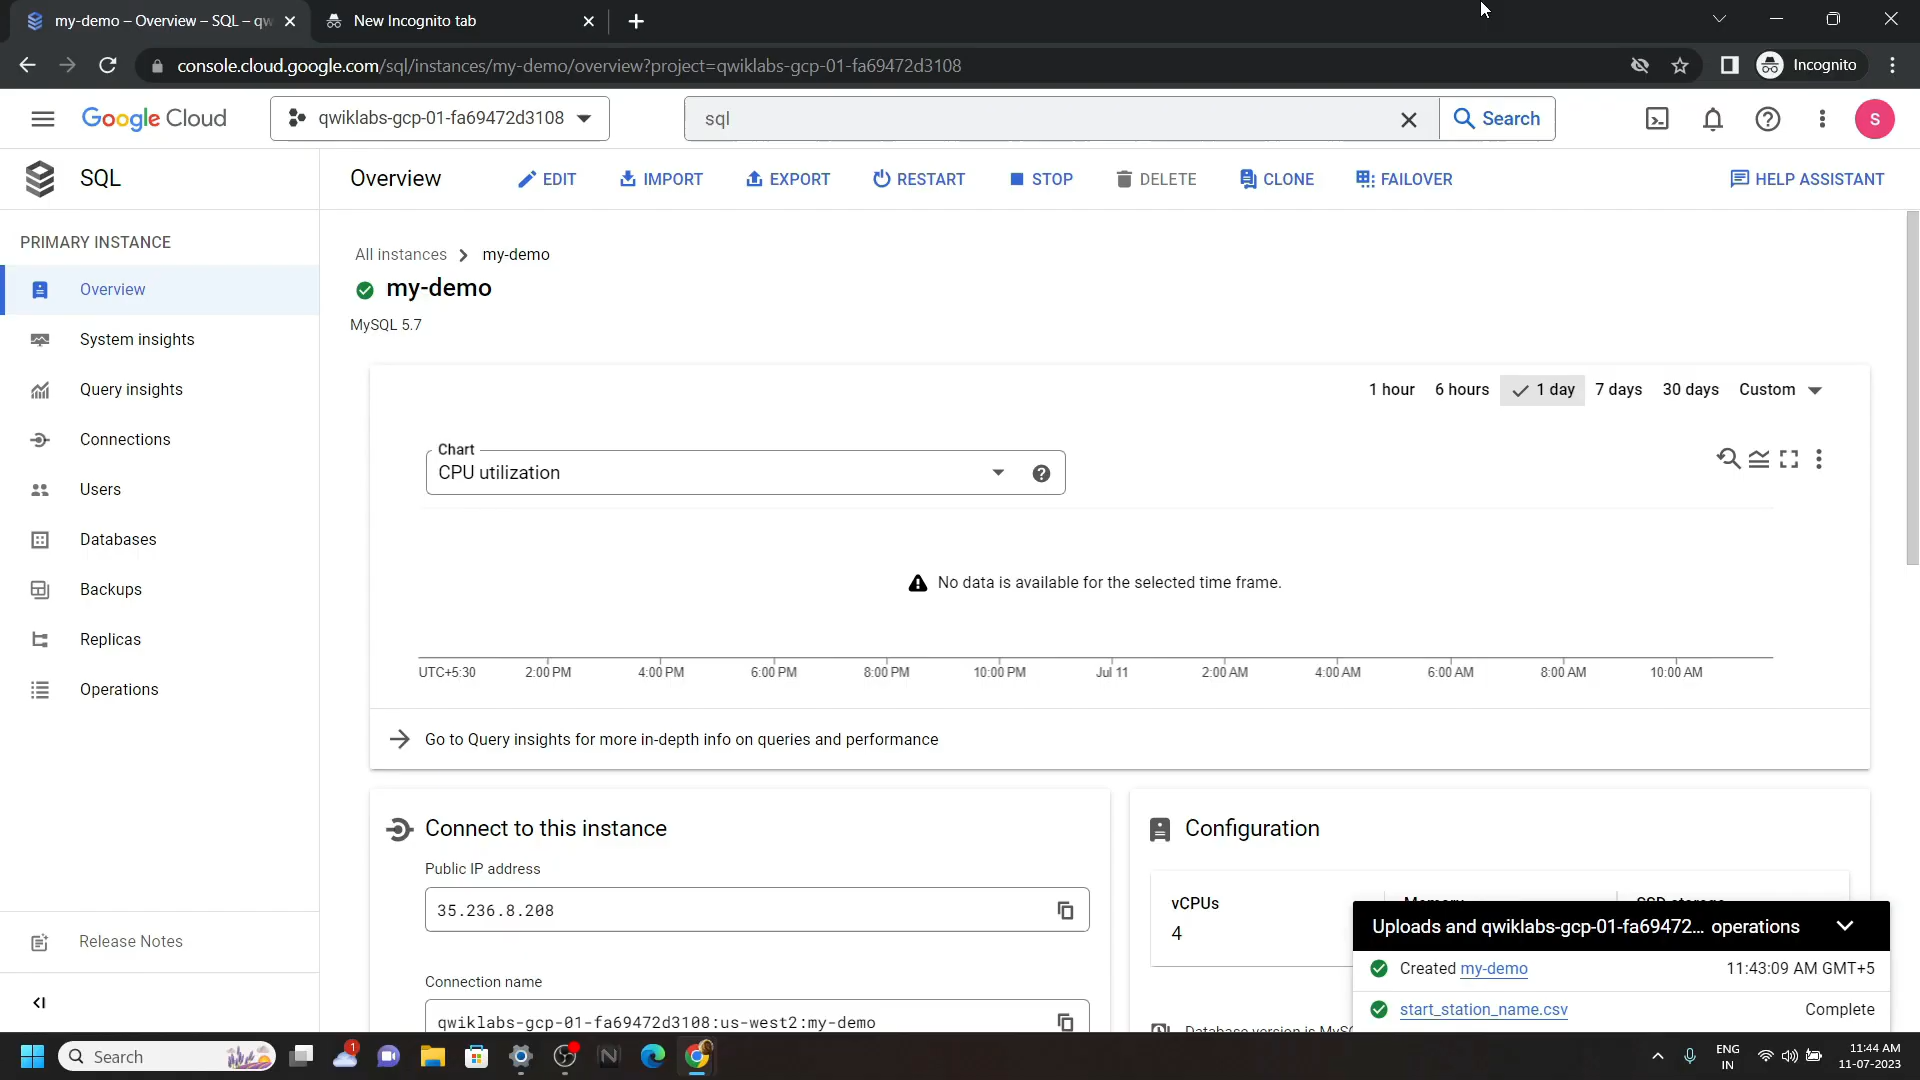 my-demo – Overview – SQL – qw
New Incognito tab
console.cloud.google.com/sql/instances/my-demo/overview?project=qwiklabs-gcp-01-fa69472d3108
Incognito
Google Cloud
qwiklabs-gcp-01-fa69472d3108
sql
Search
S
SQL
Overview
EDIT
IMPORT
EXPORT
RESTART
STOP
DELETE
CLONE
FAILOVER
HELP ASSISTANT
PRIMARY INSTANCE
Overview
System insights
Query insights
Connections
Users
Databases
Backups
Replicas
Operations
Release Notes
All instances
my-demo
my-demo
MySQL 5.7
1 hour
6 hours
1 day
7 days
30 days
Custom
Chart
CPU utilization
No data is available for the selected time frame.
UTC+5:30
2:00 PM
4:00 PM
6:00 PM
8:00 PM
10:00 PM
Jul 11
2:00 AM
4:00 AM
6:00 AM
8:00 AM
10:00 AM
Go to Query insights for more in-depth info on queries and performance
Connect to this instance
Public IP address
35.236.8.208
Connection name
qwiklabs-gcp-01-fa69472d3108:us-west2:my-demo
Configuration
vCPUs
Memory
SSD storage
4
Database version is MySQ
Uploads and qwiklabs-gcp-01-fa69472... operations
Created my-demo
11:43:09 AM GMT+5
start_station_name.csv
Complete
Search
1
ENG
IN
11:44 AM
11-07-2023